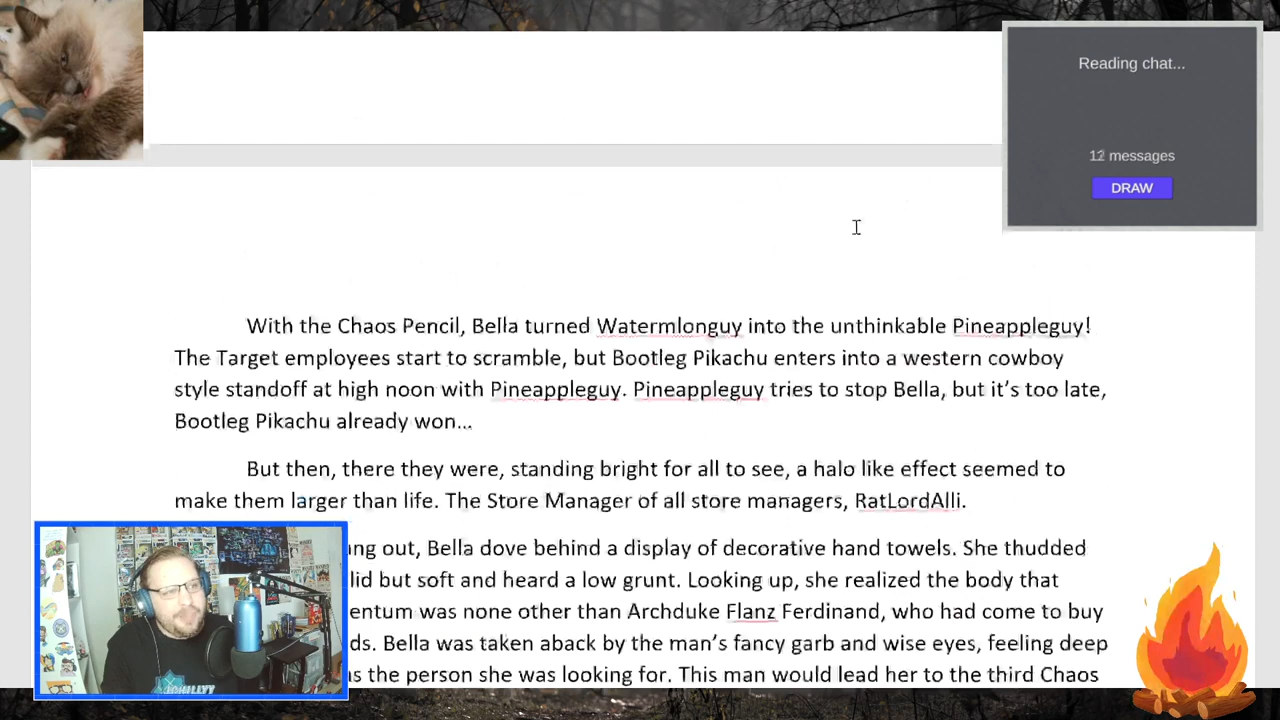 Reading chat...
12 messages
DRAW
With the Chaos Pencil, Bella turned Watermlonguy into the unthinkable Pineappleguy!
The Target employees start to scramble, but Bootleg Pikachu enters into a western cowboy
style standoff at high noon with Pineappleguy. Pineappleguy tries to stop Bella, but it’s too late,
Bootleg Pikachu already won…
But then, there they were, standing bright for all to see, a halo like effect seemed to
make them larger than life. The Store Manager of all store managers, RatLordAlli.
ang out, Bella dove behind a display of decorative hand towels. She thudded
lid but soft and heard a low grunt. Looking up, she realized the body that
entum was none other than Archduke Flanz Ferdinand, who had come to buy
ds. Bella was taken aback by the man’s fancy garb and wise eyes, feeling deep
s the person she was looking for. This man would lead her to the third Chaos